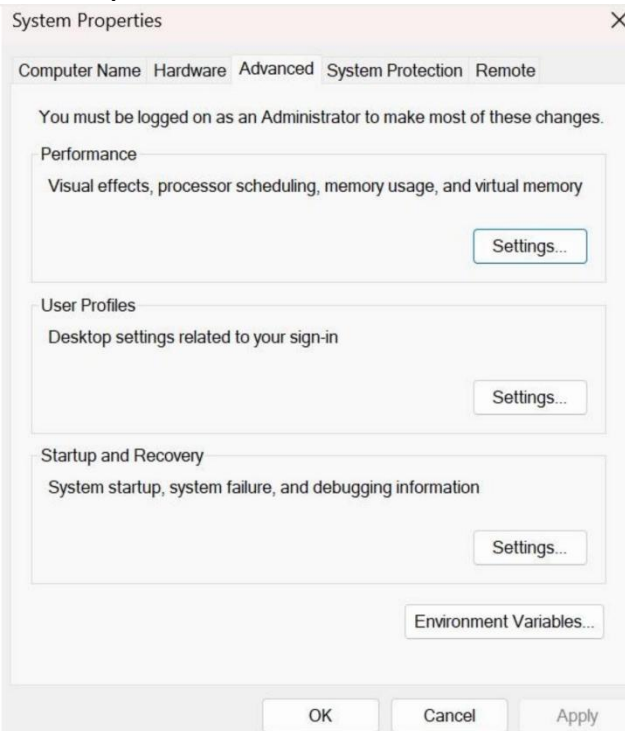 System Properties
Computer Name Hardware Advanced System Protection Remote
You must be logged on as an Administrator to make most of these changes.
Performance
Visual effects, processor scheduling, memory usage, and virtual memory
Settings...
User Profiles
Desktop settings related to your sign-in
Settings...
Startup and Recovery
System startup, system failure, and debugging information
Settings...
Environment Variables...
OK Cancel Apply